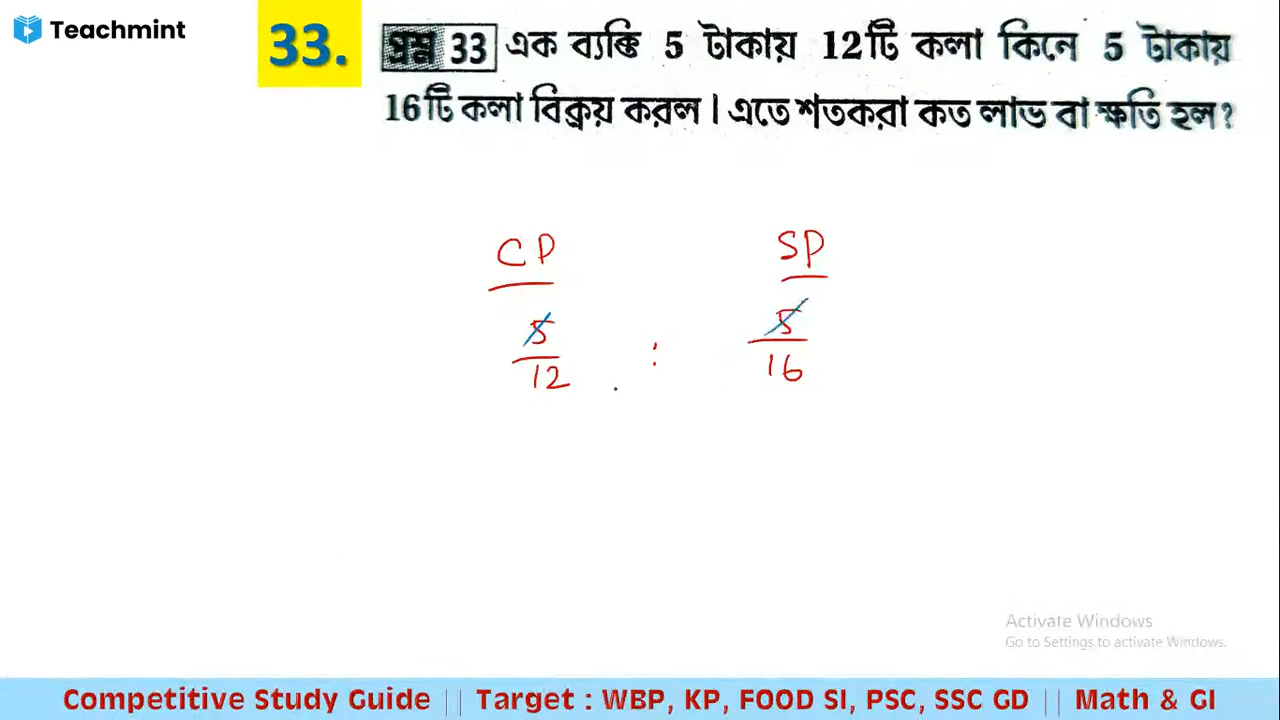 Teachmint
33. প্রশ্ন 33 এক ব্যক্তি 5 টাকায় 12টি কলা কিনে 5 টাকায়
16টি কলা বিক্রয় করল। এতে শতকরা কত লাভ বা ক্ষতি হল?
CP SP
5/12 : 5/16
Activate Windows
Go to Settings to activate Windows.
Competitive Study Guide || Target : WBP, KP, FOOD SI, PSC, SSC GD || Math & GI